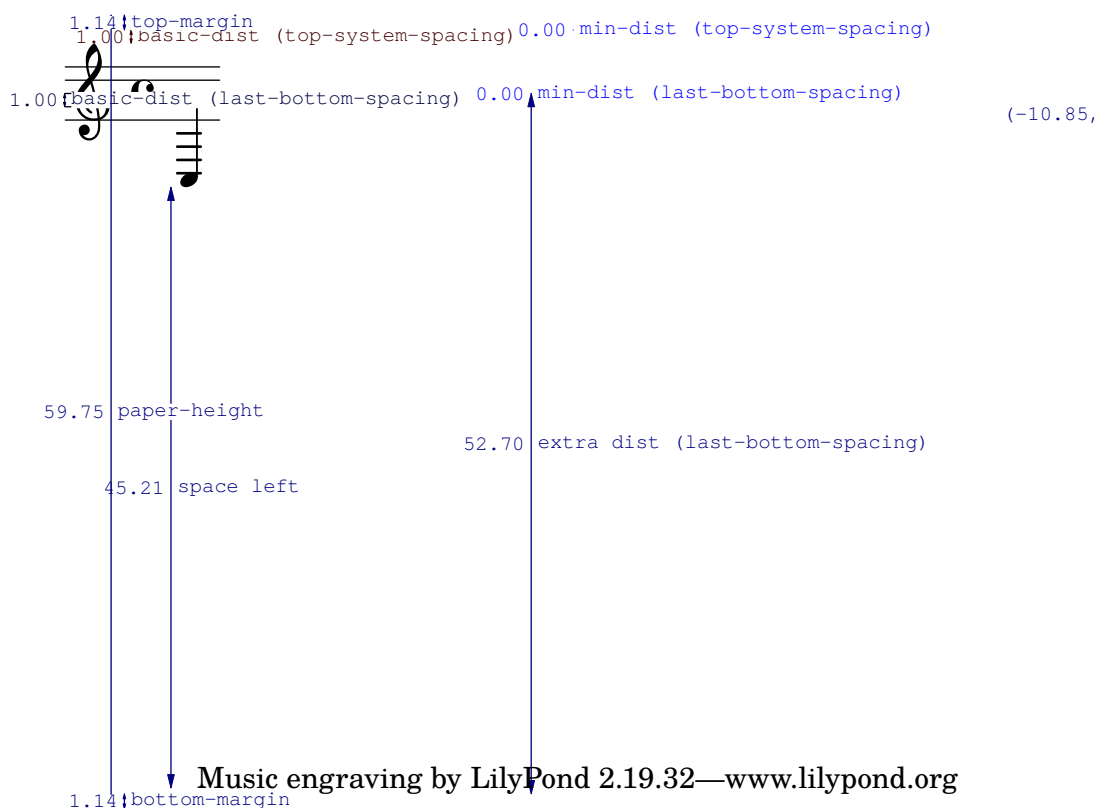 1.14 top-margin
0.00 min-dist (top-system-spacing)
1.00 basic-dist (top-system-spacing)
0.00 min-dist (last-bottom-spacing)
1.00 basic-dist (last-bottom-spacing)
(-10.85,
59.75 paper-height
52.70 extra dist (last-bottom-spacing)
45.21 space left
Music engraving by LilyPond 2.19.32—www.lilypond.org
1.14 bottom-margin